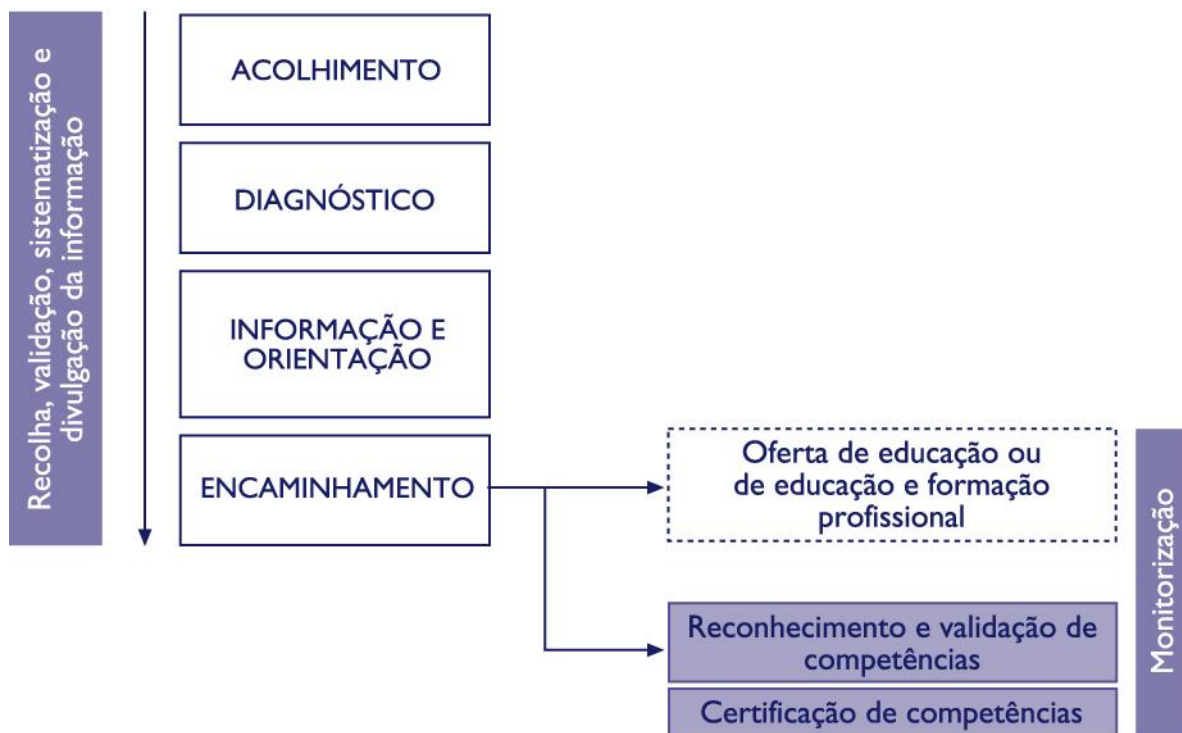 Recolha, validação, sistematização e
divulgação da informação
ACOLHIMENTO
DIAGNÓSTICO
INFORMAÇÃO E
ORIENTAÇÃO
ENCAMINHAMENTO
Oferta de educação ou
de educação e formação
profissional
Reconhecimento e validação de
competências
Certificação de competências
Monitorização